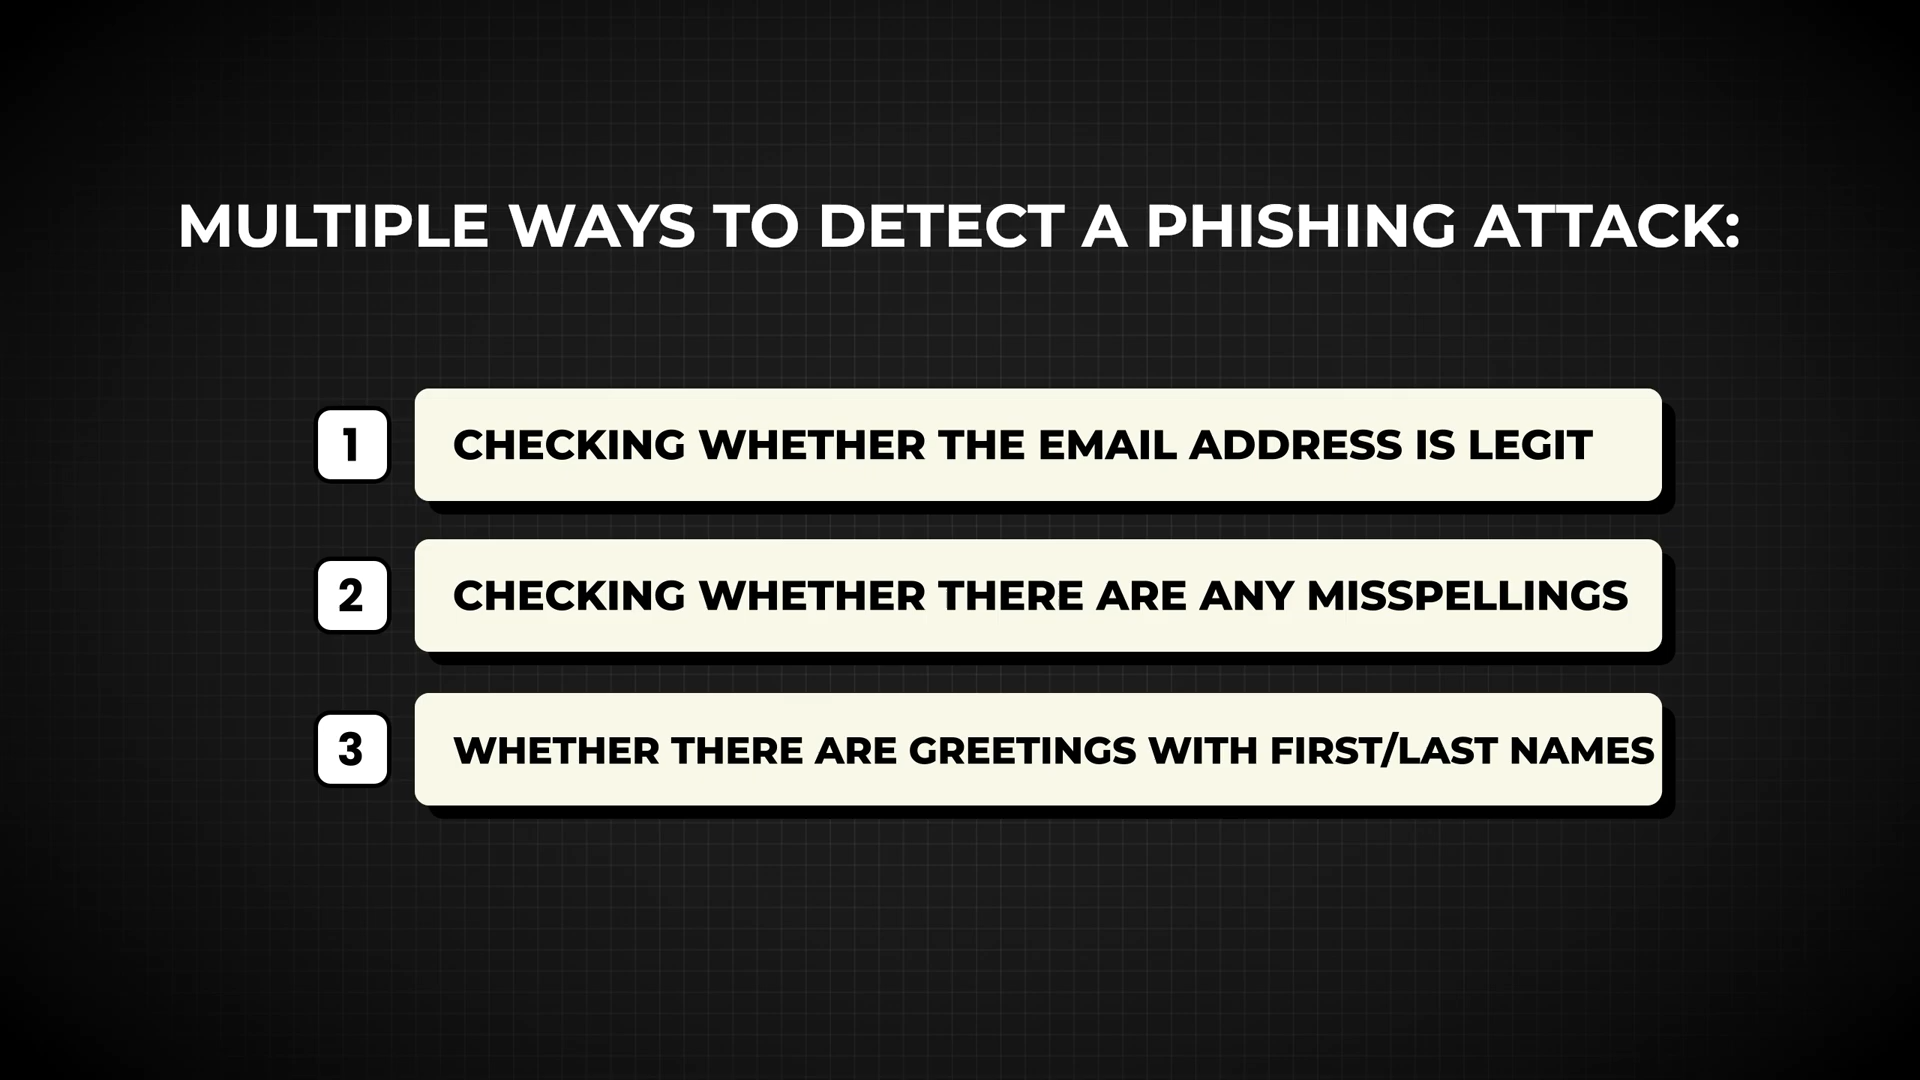 MULTIPLE WAYS TO DETECT A PHISHING ATTACK:
1 CHECKING WHETHER THE EMAIL ADDRESS IS LEGIT
2 CHECKING WHETHER THERE ARE ANY MISSPELLINGS
3 WHETHER THERE ARE GREETINGS WITH FIRST/LAST NAMES